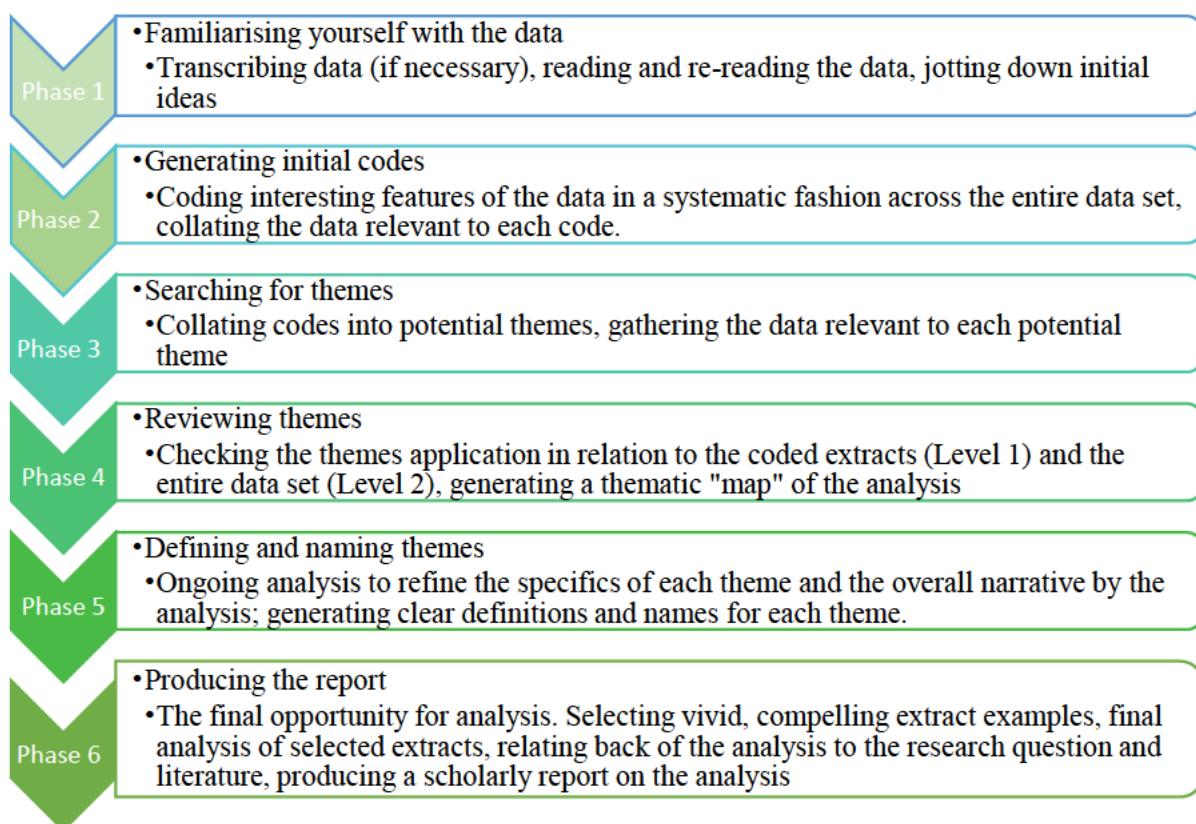 •Familiarising yourself with the data
•Transcribing data (if necessary), reading and re-reading the data, jotting down initial
ideas
Phase 1
•Generating initial codes
•Coding interesting features of the data in a systematic fashion across the entire data set,
collating the data relevant to each code.
Phase 2
•Searching for themes
•Collating codes into potential themes, gathering the data relevant to each potential
theme
Phase 3
•Reviewing themes
•Checking the themes application in relation to the coded extracts (Level 1) and the
entire data set (Level 2), generating a thematic "map" of the analysis
Phase 4
•Defining and naming themes
•Ongoing analysis to refine the specifics of each theme and the overall narrative by the
analysis; generating clear definitions and names for each theme.
Phase 5
•Producing the report
•The final opportunity for analysis. Selecting vivid, compelling extract examples, final
analysis of selected extracts, relating back of the analysis to the research question and
literature, producing a scholarly report on the analysis
Phase 6